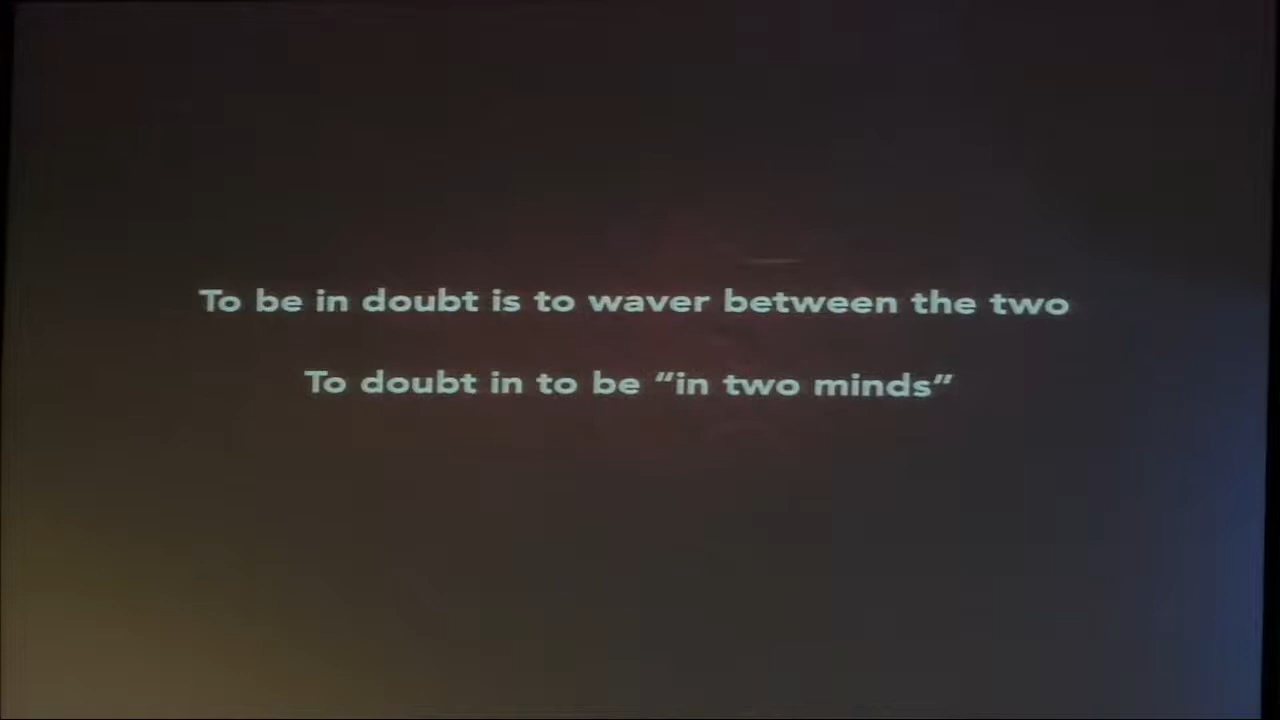 To be in doubt is to waver between the two
To doubt in to be “in two minds”